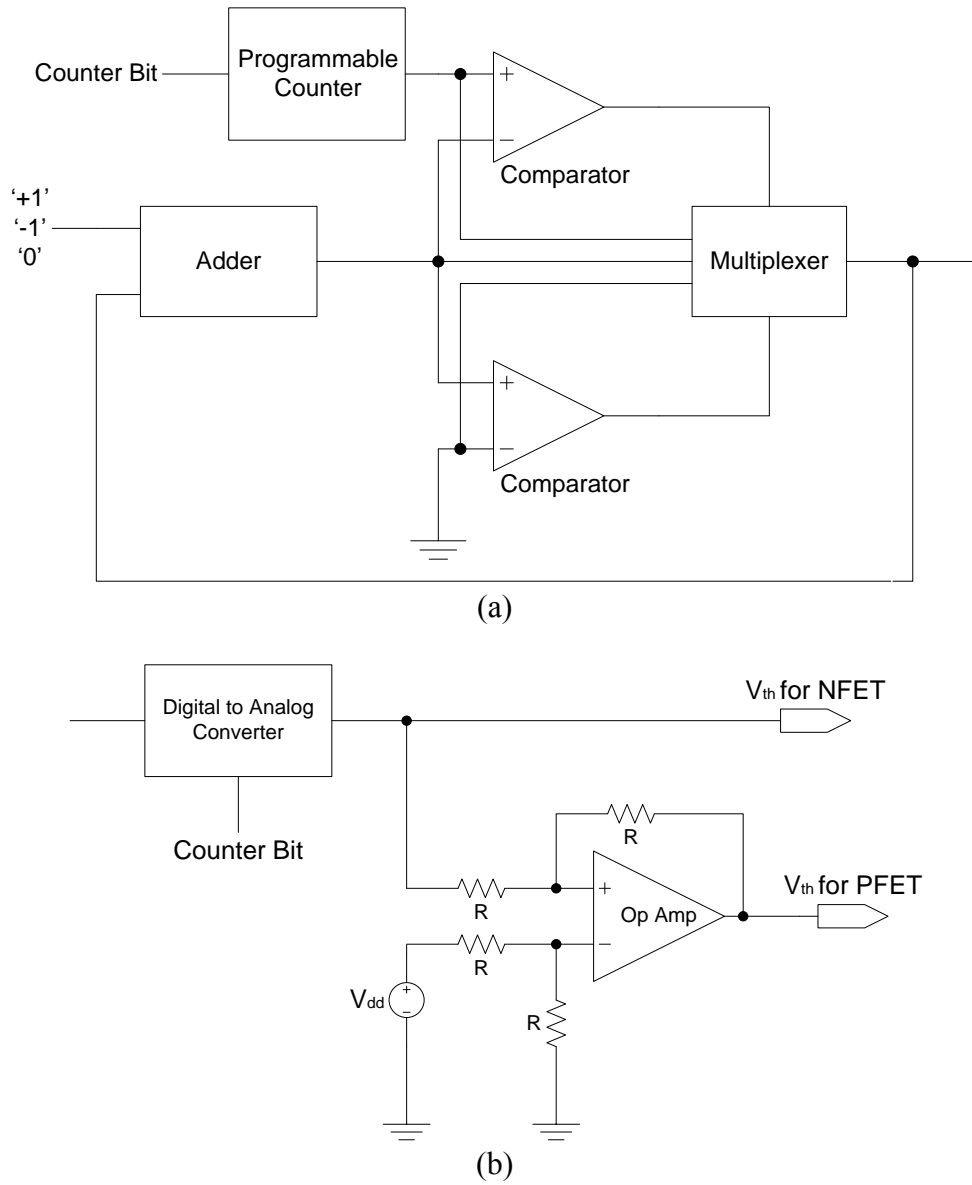 Counter Bit
Programmable
Counter
+
−
Comparator
‘+1’
‘-1’
‘0’
Adder
Multiplexer
+
−
Comparator
(a)
Digital to Analog
Converter
Counter Bit
Vth for NFET
R
R
+
Op Amp
−
Vth for PFET
R
Vdd
+
-
R
(b)